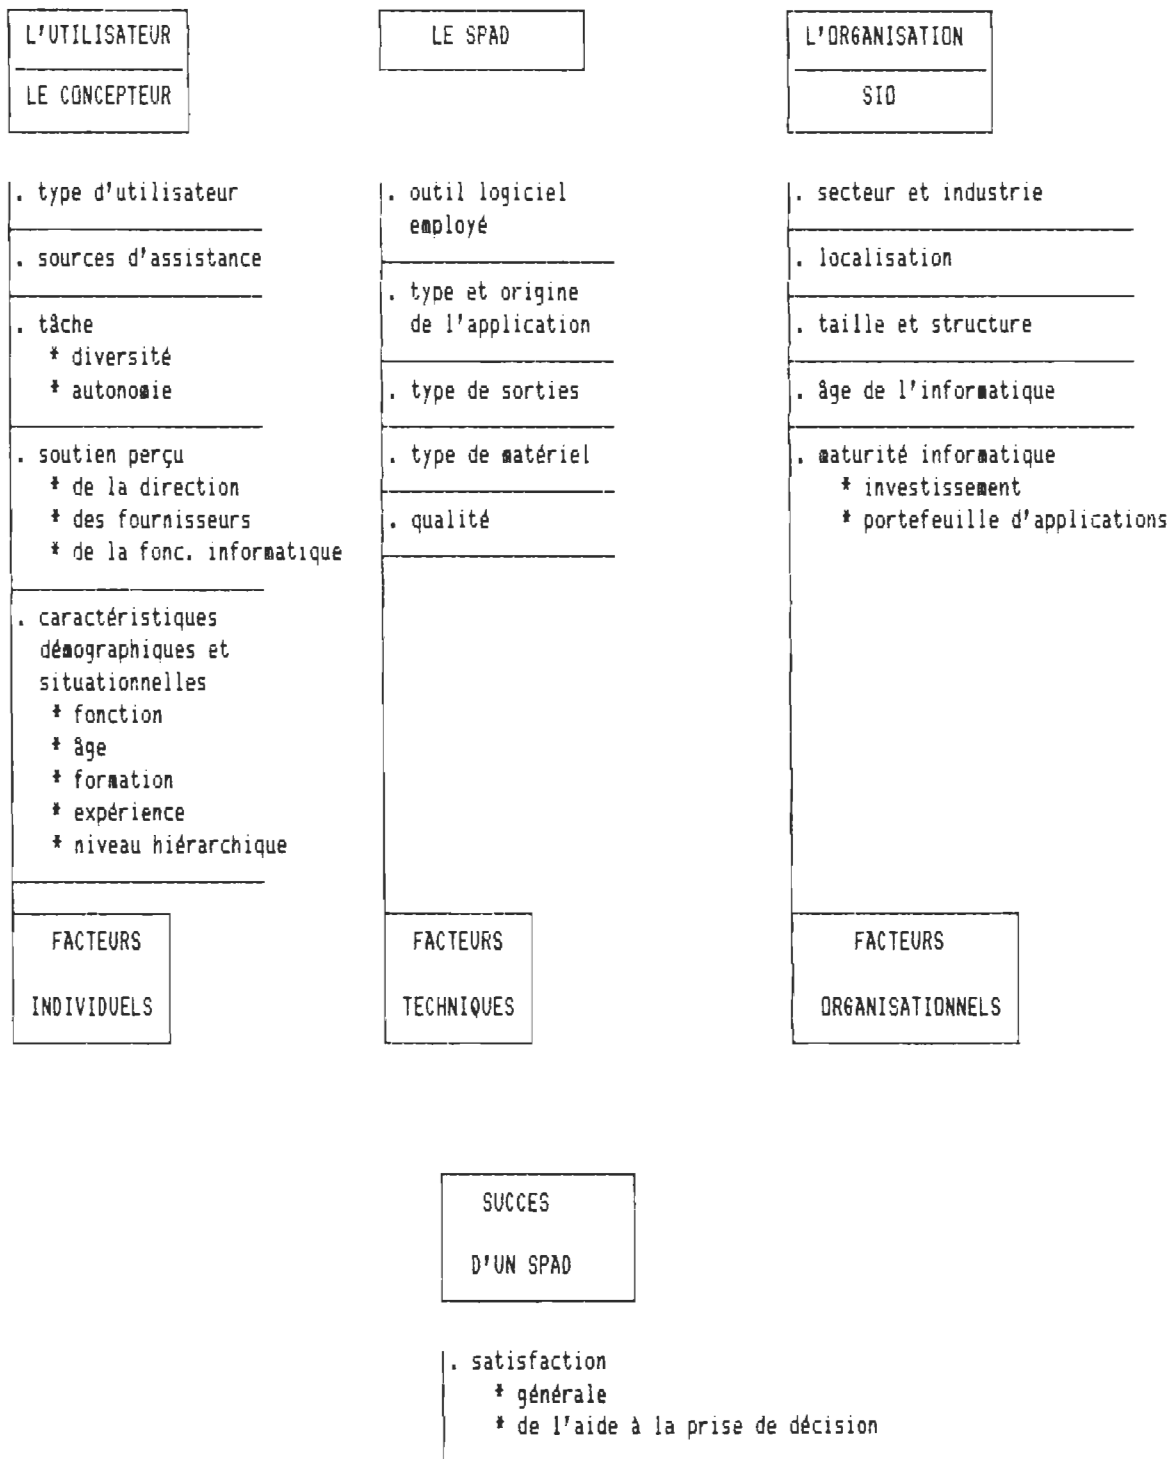 L'UTILISATEUR
LE CONCEPTEUR
. type d'utilisateur
. sources d'assistance
. tâche
* diversité
* autonomie
. soutien perçu
* de la direction
* des fournisseurs
* de la fonc. informatique
. caractéristiques
démographiques et
situationnelles
* fonction
* âge
* formation
* expérience
* niveau hiérarchique
FACTEURS
INDIVIDUELS
LE SPAD
. outil logiciel
employé
. type et origine
de l'application
. type de sorties
. type de matériel
. qualité
FACTEURS
TECHNIQUES
L'ORGANISATION
SIO
. secteur et industrie
. localisation
. taille et structure
. âge de l'informatique
. maturité informatique
* investissement
* portefeuille d'applications
FACTEURS
ORGANISATIONNELS
SUCCES
D'UN SPAD
. satisfaction
* générale
* de l'aide à la prise de décision